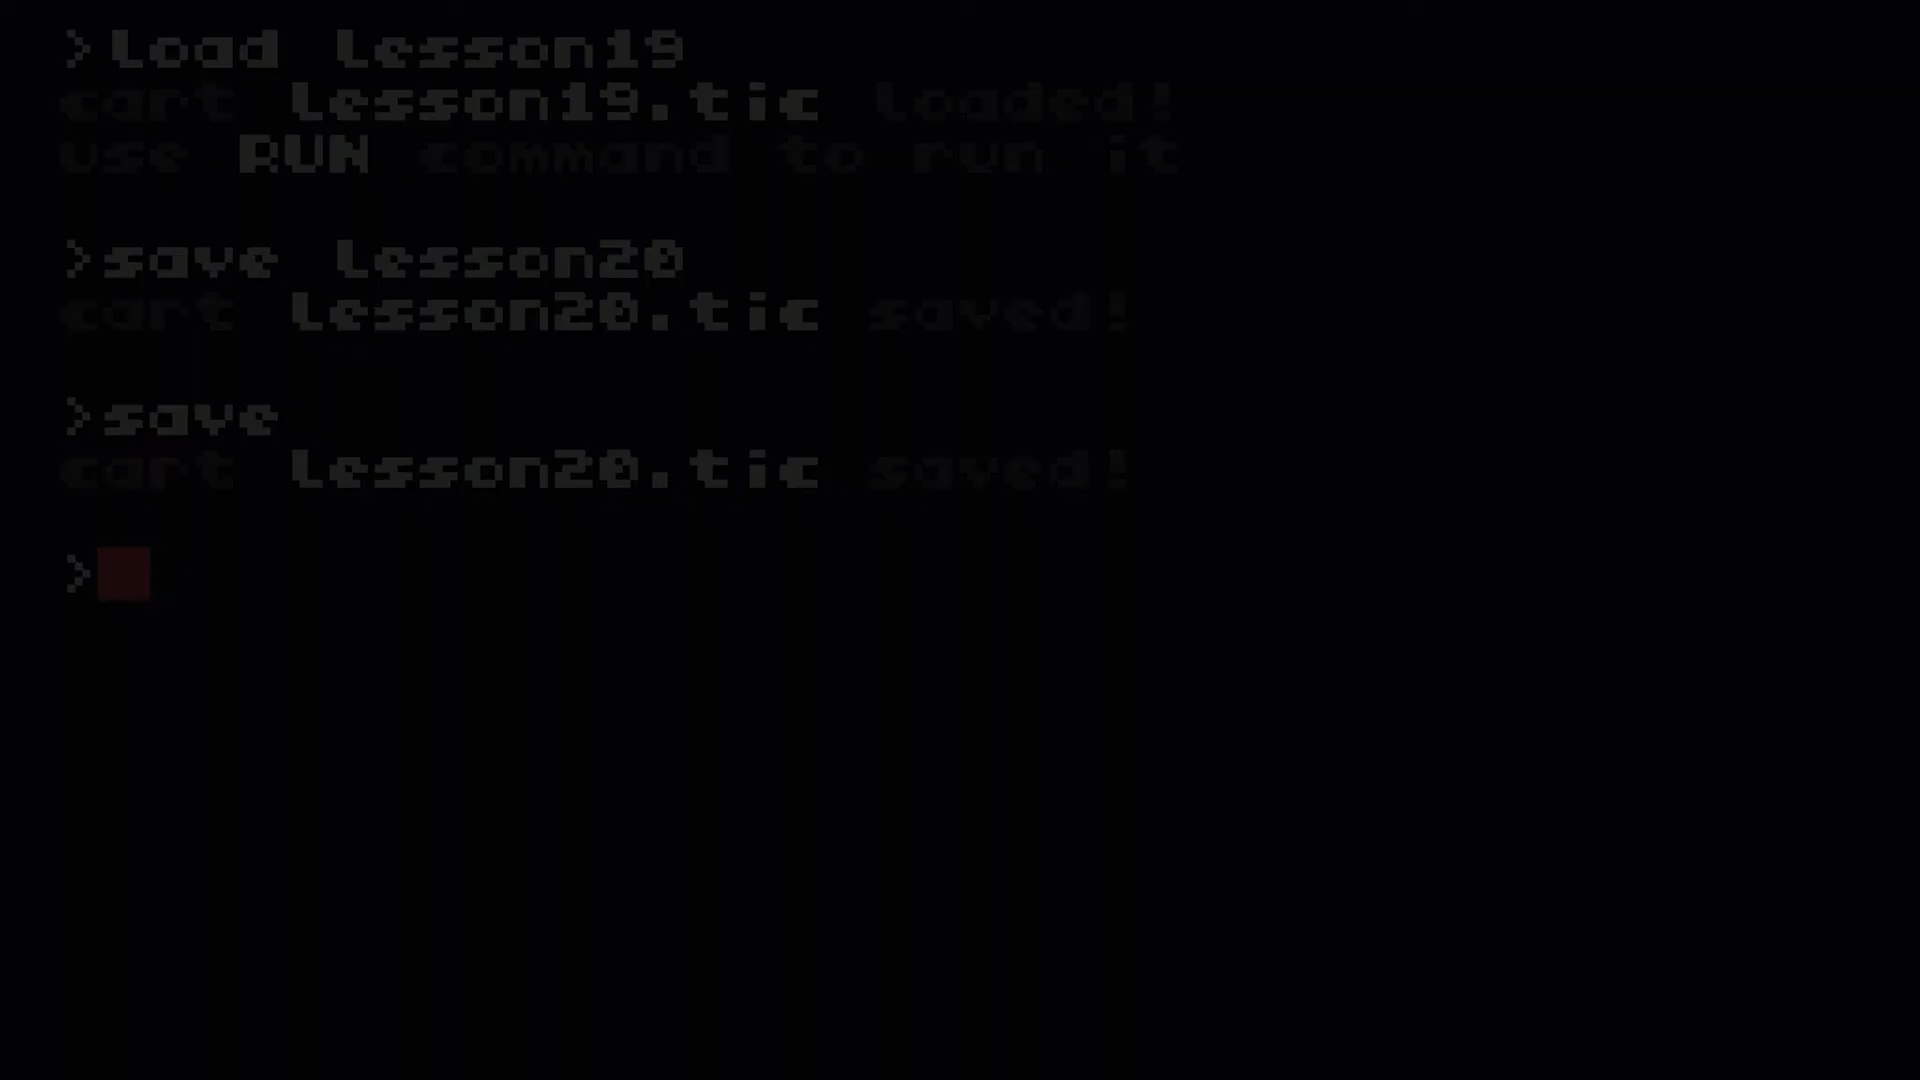 >load lesson19
cart lesson19.tic loaded!
use RUN command to run it
>save lesson20
cart lesson20.tic saved!
>save
cart lesson20.tic saved!
>